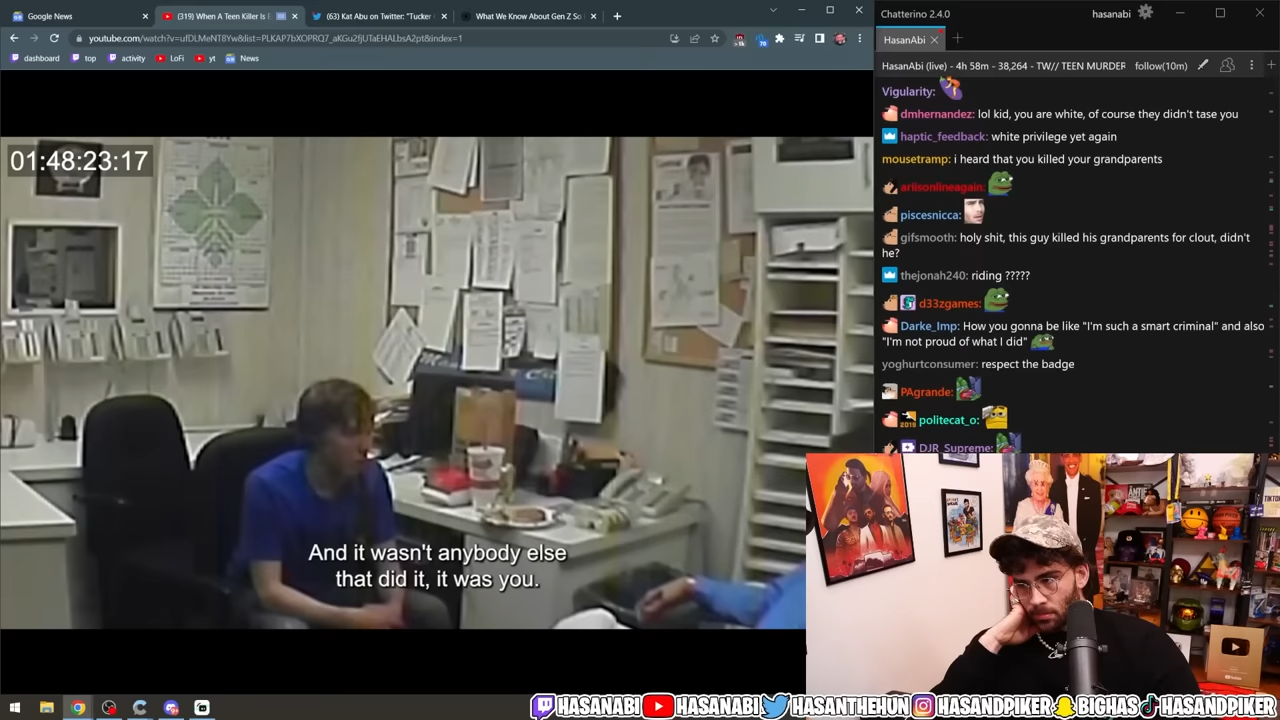 Google News
(319) When A Teen Killer Is
(63) Kat Abu on Twitter: "Tucker
What We Know About Gen Z So
youtube.com/watch?v=ufDLMeNT8Yw&list=PLKAP7bXOPRQ7_aKGu2fjUTaEHALbsA2pt&index=1
dashboard
top
activity
LoFi
yt
News
01:48:23:17
And it wasn't anybody else
that did it, it was you.
Chatterino 2.4.0
hasanabi
HasanAbi
HasanAbi (live) - 4h 58m - 38,264 - TW// TEEN MURDER
follow(10m)
Vigularity:
dmhernandez: lol kid, you are white, of course they didn't tase you
haptic_feedback: white privilege yet again
mousetramp: i heard that you killed your grandparents
arlisonlineagain:
piscesnicca:
gifsmooth: holy shit, this guy killed his grandparents for clout, didn't
he?
thejonah240: riding ?????
d33zgames:
Darke_Imp: How you gonna be like "I'm such a smart criminal" and also
"I'm not proud of what I did"
yoghurtconsumer: respect the badge
PAgrande:
politecat_o:
DJR_Supreme:
HASANABI
HASANABI
HASANTHEHUN
HASANDPIKER
BIGHAS
HASANDPIKER